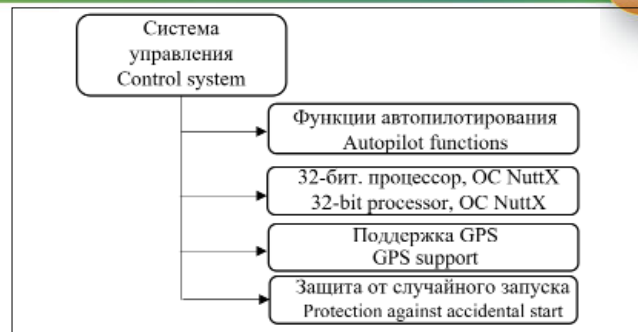 Система
управления
Control system
Функции автопилотирования
Autopilot functions
32-бит. процессор, ОС NuttX
32-bit processor, ОС NuttX
Поддержка GPS
GPS support
Защита от случайного запуска
Protection against accidental start